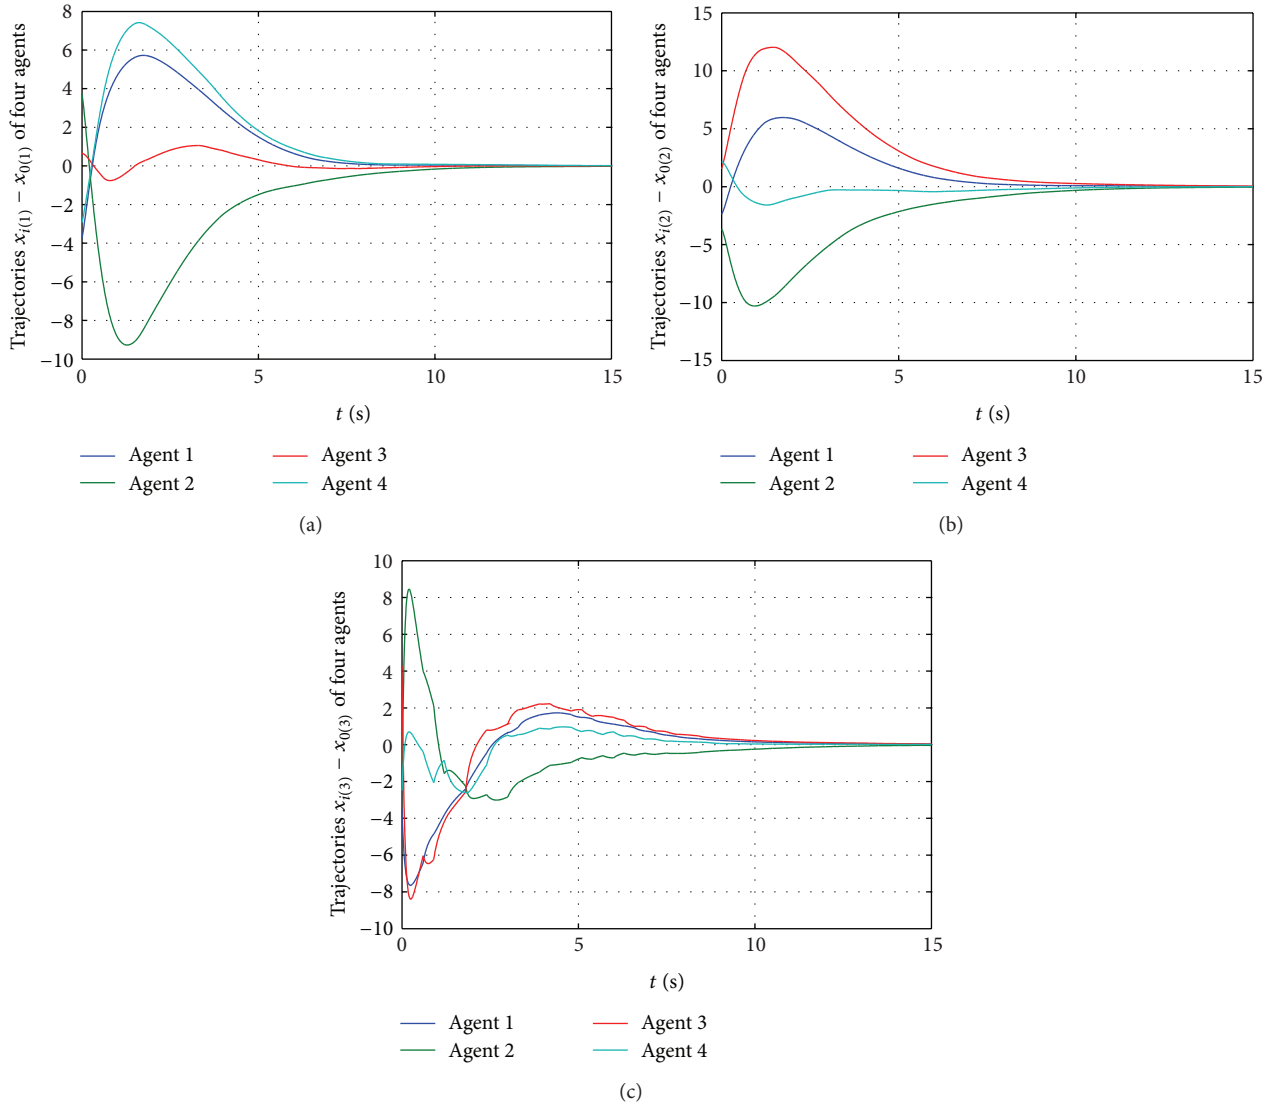 Trajectories x_{i(1)} − x_{0(1)} of four agents
8
6
4
2
0
−2
−4
−6
−8
−10
0 5 10 15
t (s)
Agent 1 Agent 3
Agent 2 Agent 4
(a)
Trajectories x_{i(2)} − x_{0(2)} of four agents
15
10
5
0
−5
−10
−15
0 5 10 15
t (s)
Agent 1 Agent 3
Agent 2 Agent 4
(b)
Trajectories x_{i(3)} − x_{0(3)} of four agents
10
8
6
4
2
0
−2
−4
−6
−8
−10
0 5 10 15
t (s)
Agent 1 Agent 3
Agent 2 Agent 4
(c)